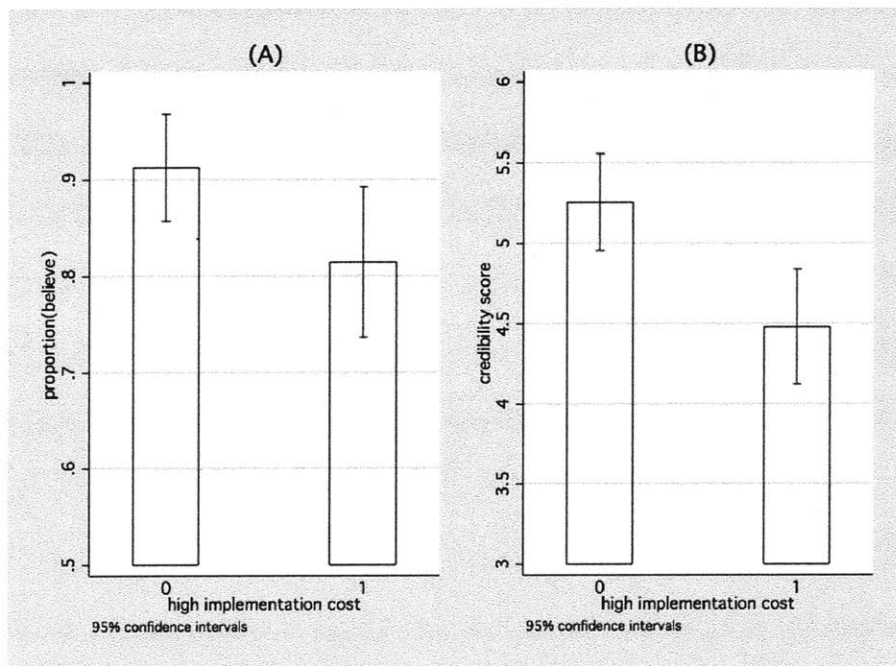 (A)
1
.9
.8
.7
.6
.5
proportion(believe)
0 1
high implementation cost
95% confidence intervals
(B)
6
5.5
5
4.5
4
3.5
3
credibility score
0 1
high implementation cost
95% confidence intervals